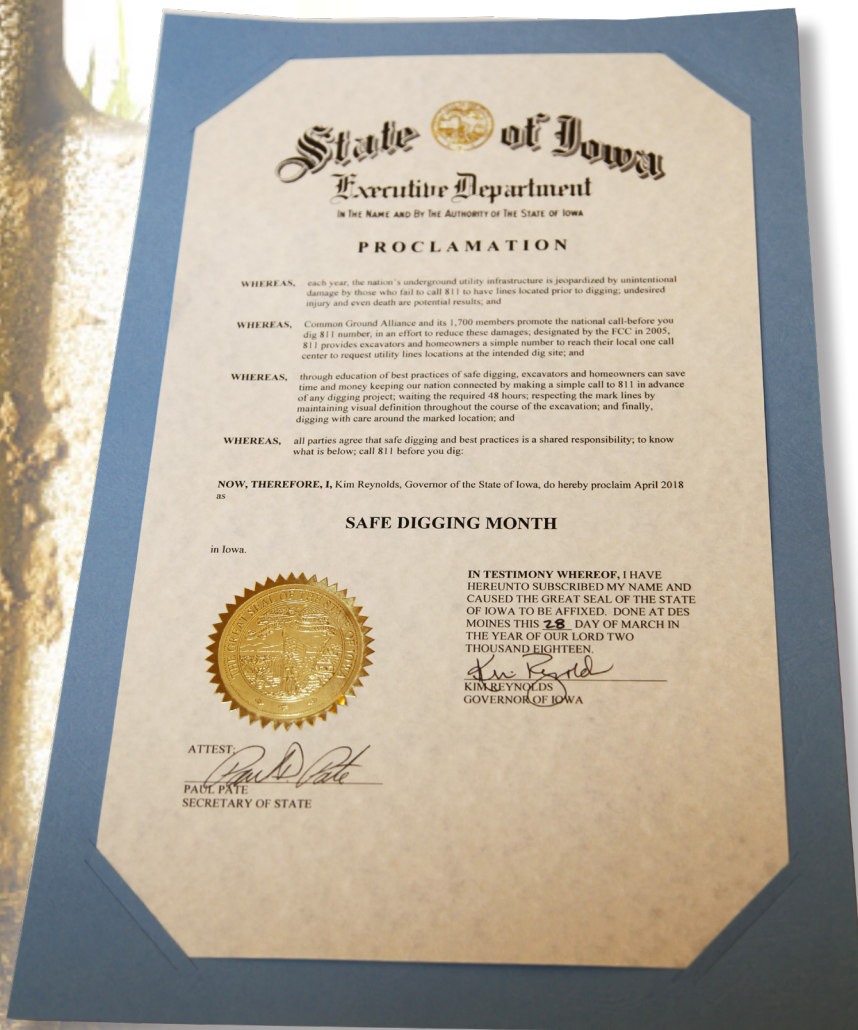 State of Iowa
Executive Department
IN THE NAME AND BY THE AUTHORITY OF THE STATE OF IOWA
PROCLAMATION
WHEREAS, each year, the nation's underground utility infrastructure is jeopardized by unintentional
damage by those who fail to call 811 to have lines located prior to digging; undesired
injury and even death are potential results; and
WHEREAS, Common Ground Alliance and its 1,700 members promote the national call-before you
dig 811 number, in an effort to reduce these damages; designated by the FCC in 2005,
811 provides excavators and homeowners a simple number to reach their local one call
center to request utility lines locations at the intended dig site; and
WHEREAS, through education of best practices of safe digging, excavators and homeowners can save
time and money keeping our nation connected by making a simple call to 811 in advance
of any digging project; waiting the required 48 hours; respecting the mark lines by
maintaining visual definition throughout the course of the excavation; and finally,
digging with care around the marked location; and
WHEREAS, all parties agree that safe digging and best practices is a shared responsibility; to know
what is below; call 811 before you dig:
NOW, THEREFORE, I, Kim Reynolds, Governor of the State of Iowa, do hereby proclaim April 2018
as
SAFE DIGGING MONTH
in Iowa.
IN TESTIMONY WHEREOF, I HAVE
HEREUNTO SUBSCRIBED MY NAME AND
CAUSED THE GREAT SEAL OF THE STATE
OF IOWA TO BE AFFIXED. DONE AT DES
MOINES THIS 28 DAY OF MARCH IN
THE YEAR OF OUR LORD TWO
THOUSAND EIGHTEEN.
Kim Reynolds
KIM REYNOLDS
GOVERNOR OF IOWA
THE GREAT SEAL OF THE STATE OF IOWA
ATTEST:
Paul D. Pate
PAUL PATE
SECRETARY OF STATE